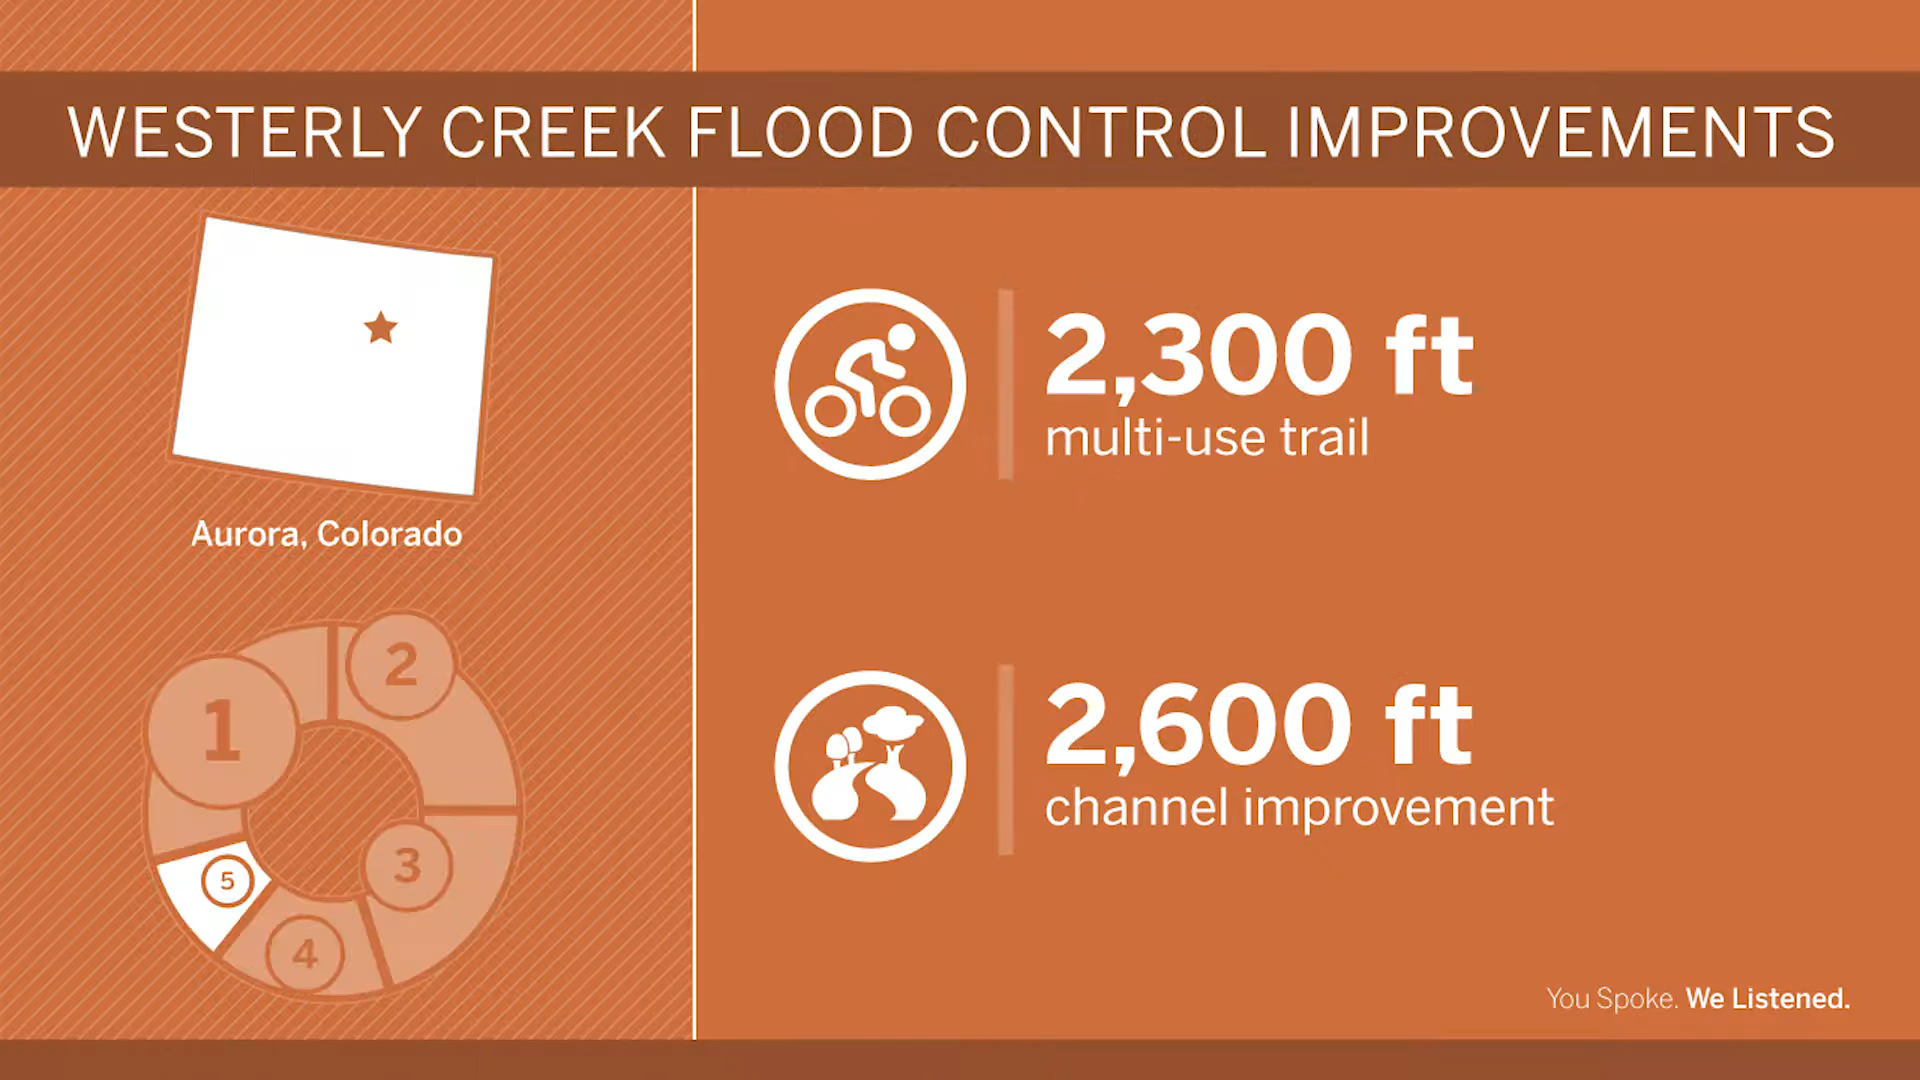 WESTERLY CREEK FLOOD CONTROL IMPROVEMENTS
Aurora, Colorado
1
2
3
4
5
2,300 ft
multi-use trail
2,600 ft
channel improvement
You Spoke. We Listened.